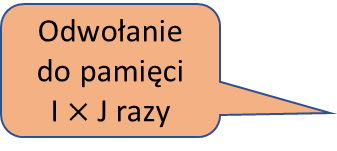 Odwołanie
do pamięci
I × J razy